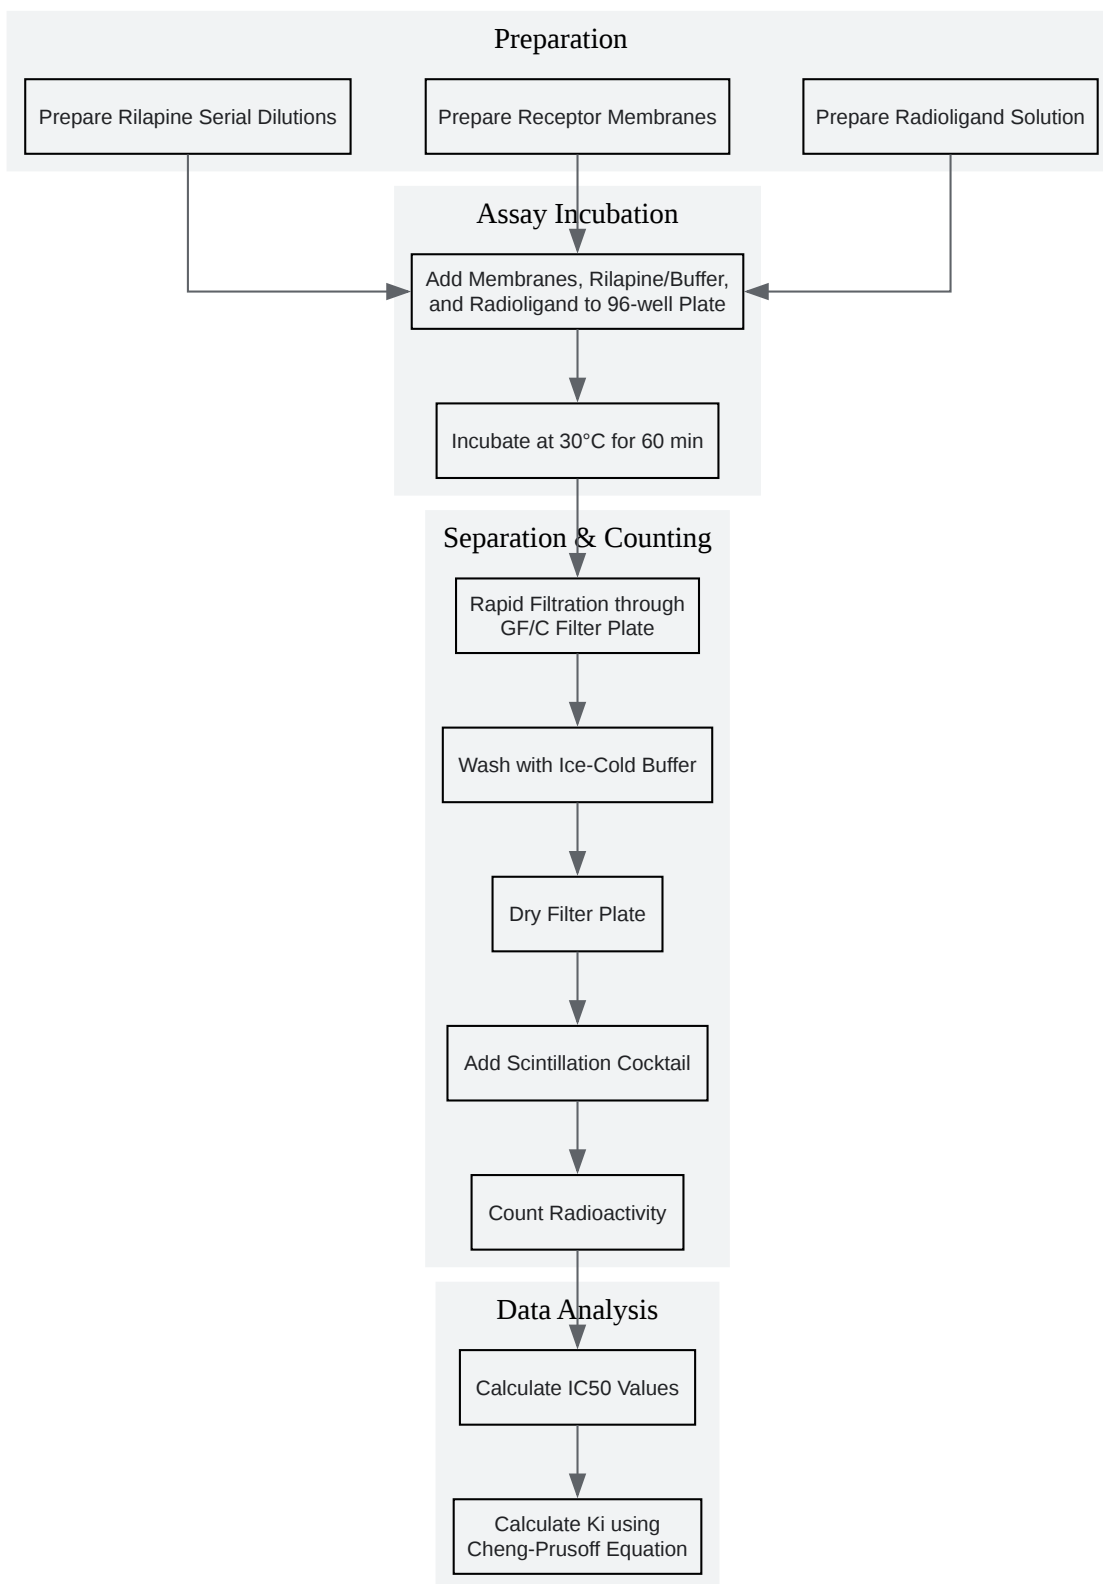 Preparation
Prepare Rilapine Serial Dilutions
Prepare Receptor Membranes
Prepare Radioligand Solution
Assay Incubation
Add Membranes, Rilapine/Buffer,
and Radioligand to 96-well Plate
Incubate at 30°C for 60 min
Separation & Counting
Rapid Filtration through
GF/C Filter Plate
Wash with Ice-Cold Buffer
Dry Filter Plate
Add Scintillation Cocktail
Count Radioactivity
Data Analysis
Calculate IC50 Values
Calculate Ki using
Cheng-Prusoff Equation